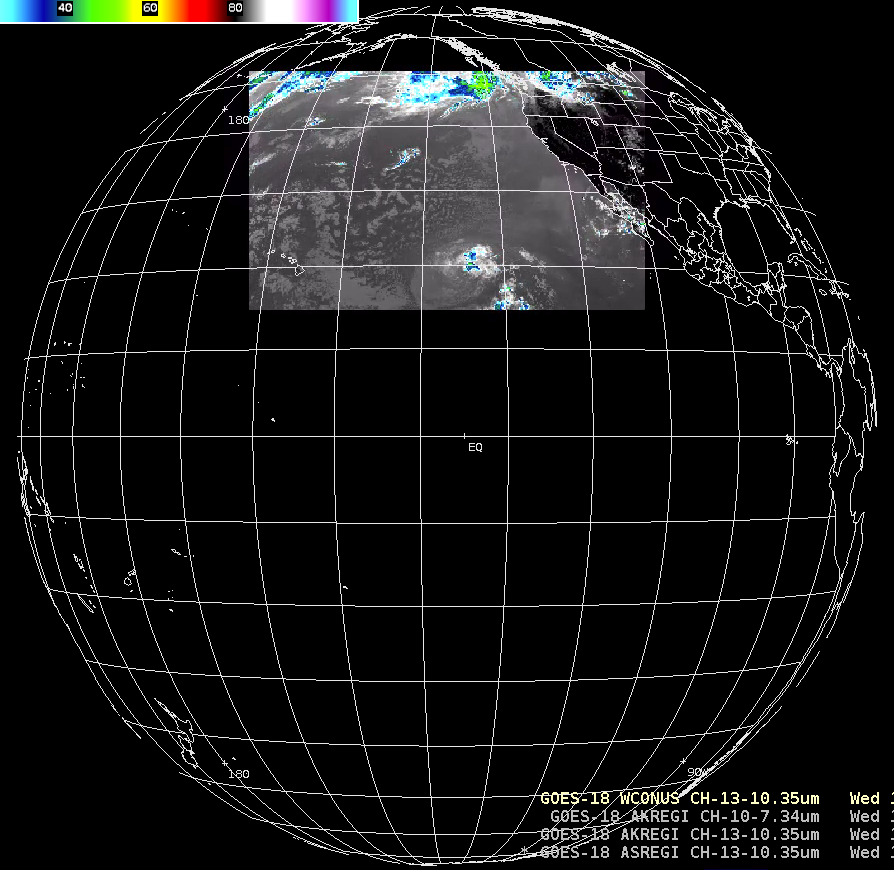 40 60 80
180
EQ
180
90
GOES-18 WCONUS CH-13-10.35um Wed
GOES-18 AKREGI CH-10-7.34um Wed
GOES-18 AKREGI CH-13-10.35um Wed
GOES-18 ASREGI CH-13-10.35um Wed